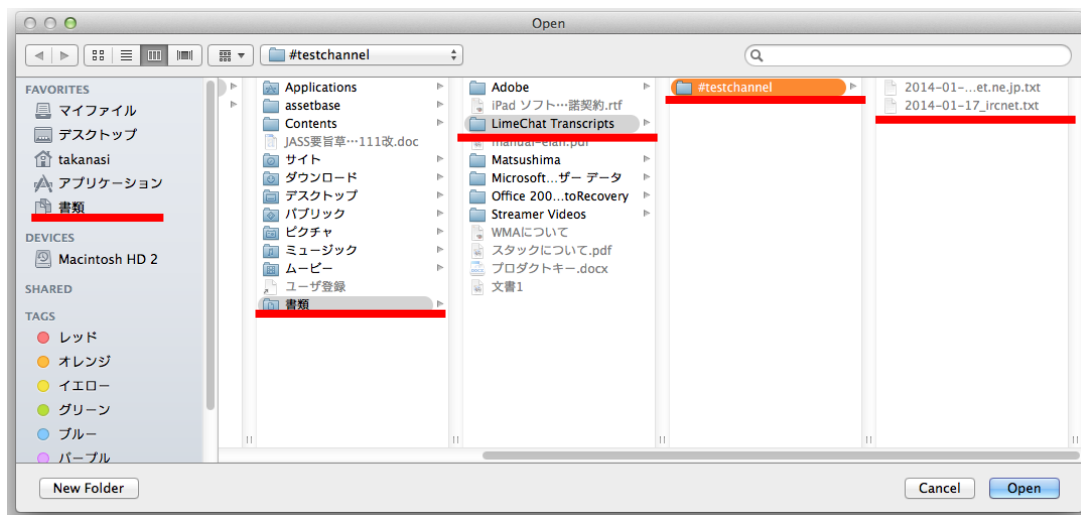 Open
#testchannel
FAVORITES
マイファイル
デスクトップ
takanasi
アプリケーション
書類
DEVICES
Macintosh HD 2
SHARED
TAGS
レッド
オレンジ
イエロー
グリーン
ブルー
パープル
Applications
assetbase
Contents
JASS要旨草…111改.doc
サイト
ダウンロード
デスクトップ
パブリック
ピクチャ
ミュージック
ムービー
ユーザ登録
書類
Adobe
iPad ソフト…諾契約.rtf
LimeChat Transcripts
manual-elan.pdf
Matsushima
Microsoft…ザー データ
Office 200…toRecovery
Streamer Videos
WMAについて
スタックについて.pdf
プロダクトキー.docx
文書1
#testchannel
2014-01-…et.ne.jp.txt
2014-01-17_ircnet.txt
New Folder
Cancel
Open